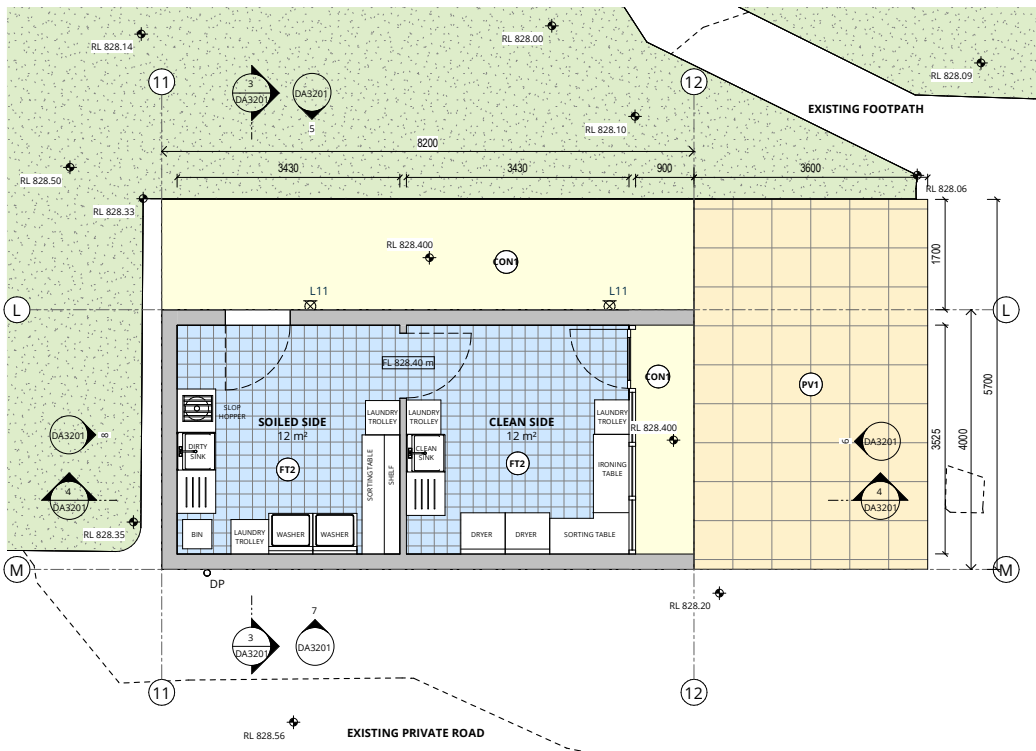 RL 828.14
RL 828.00
RL 828.09
11
3
DA3201
DA3201
5
12
EXISTING FOOTPATH
RL 828.10
8200
RL 828.50
3430
3430
900
3600
RL 828.06
RL 828.33
RL 828.400
CON1
1700
L11
L11
L
L
FL 828.40 m
CON1
PV1
5700
SLOP
HOPPER
LAUNDRY
TROLLEY
LAUNDRY
TROLLEY
LAUNDRY
TROLLEY
SOILED SIDE
12 m²
CLEAN SIDE
12 m²
RL 828.400
DA3201
8
6
DA3201
3525
4000
DIRTY
SINK
CLEAN
SINK
FT2
FT2
SORTING TABLE
SHELF
IRONING
TABLE
4
DA3201
4
DA3201
RL 828.35
BIN
LAUNDRY
TROLLEY
WASHER
WASHER
DRYER
DRYER
SORTING TABLE
M
M
DP
RL 828.20
3
DA3201
7
DA3201
11
12
RL 828.56
EXISTING PRIVATE ROAD